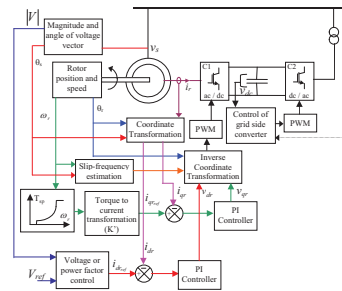 |V|
Magnitude and
angle of voltage
vector
v_s
θ_s
Rotor
position and
speed
ω_r
θ_r
i_r
C1
ac / dc
v_dc
C2
dc / ac
PWM
Control of
grid side
converter
PWM
Coordinate
Transformation
Slip-frequency
estimation
Inverse
Coordinate
Transformation
v_dr
v_qr
T_sp
ω_r
Torque to
current
transformation
(K')
i_qr_ref
i_qr
i_dr
PI
Controller
V_ref
Voltage or
power factor
control
i_dr_ref
PI
Controller